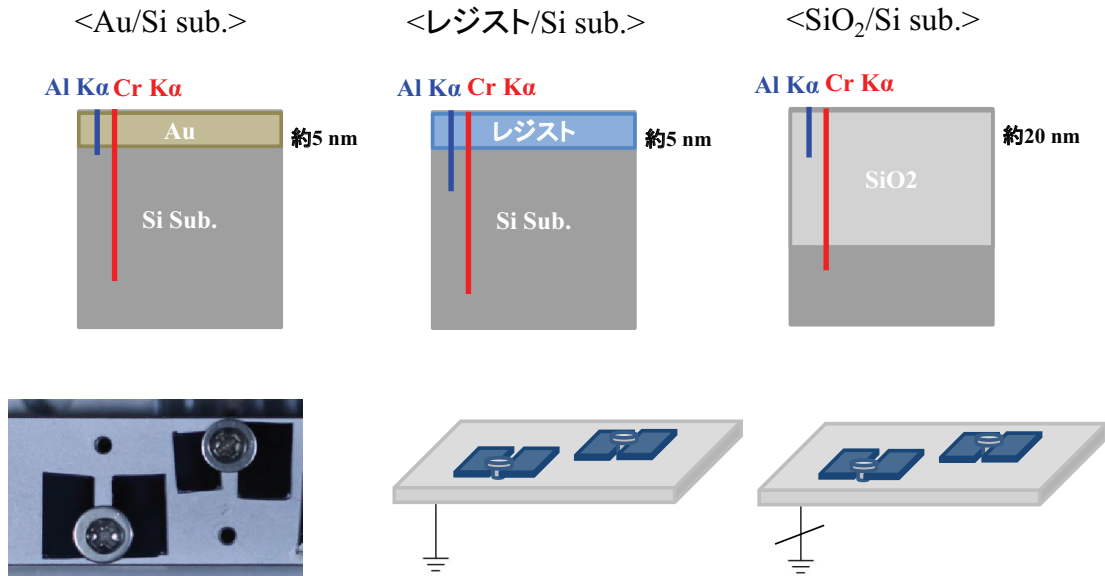 <Au/Si sub.>
<レジスト/Si sub.>
<SiO2/Si sub.>
Al Kα Cr Kα
Au
約5 nm
Si Sub.
Al Kα Cr Kα
レジスト
約5 nm
Si Sub.
Al Kα Cr Kα
約20 nm
SiO2